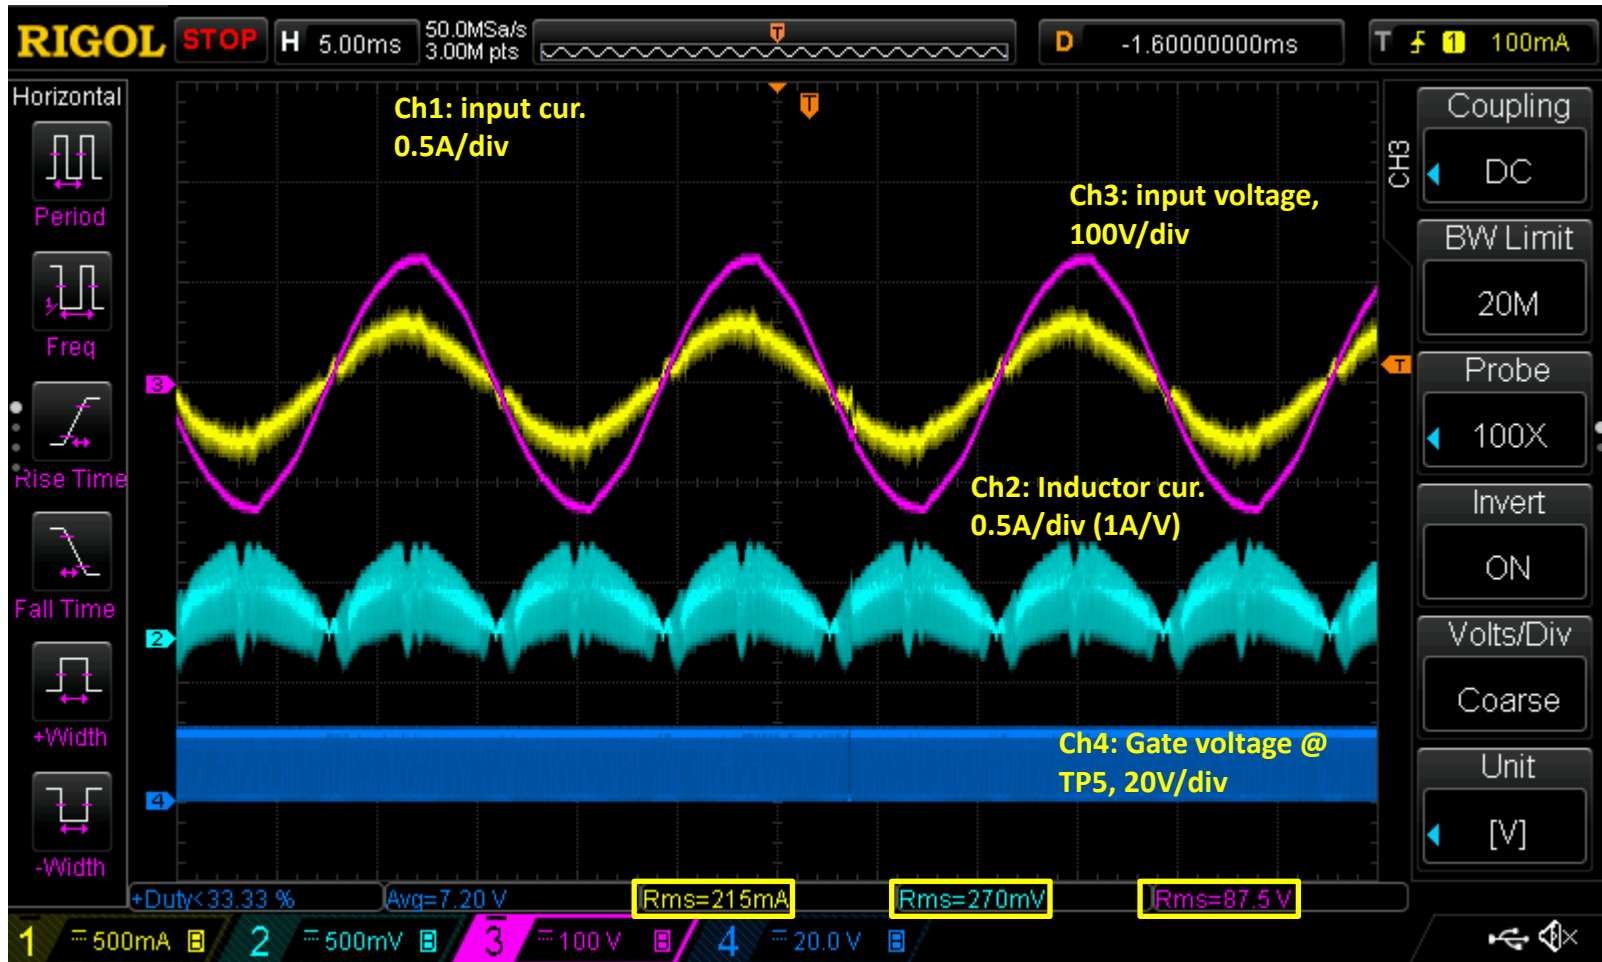 RIGOL STOP H 5.00ms 50.0MSa/s D -1.60000000ms T 1 100mA
3.00M pts
T
Horizontal
Period
Freq
Rise Time
Fall Time
+Width
-Width
Ch1: input cur.
0.5A/div
T
Ch3: input voltage,
100V/div
3
T
Ch2: Inductor cur.
0.5A/div (1A/V)
2
Ch4: Gate voltage @
TP5, 20V/div
4
CH3
Coupling
DC
BW Limit
20M
Probe
100X
Invert
ON
Volts/Div
Coarse
Unit
[V]
+Duty<33.33 % Avg=7.20 V Rms=215mA Rms=270mV Rms=87.5 V
1 500mA B 2 500mV B 3 100 V B 4 20.0 V B